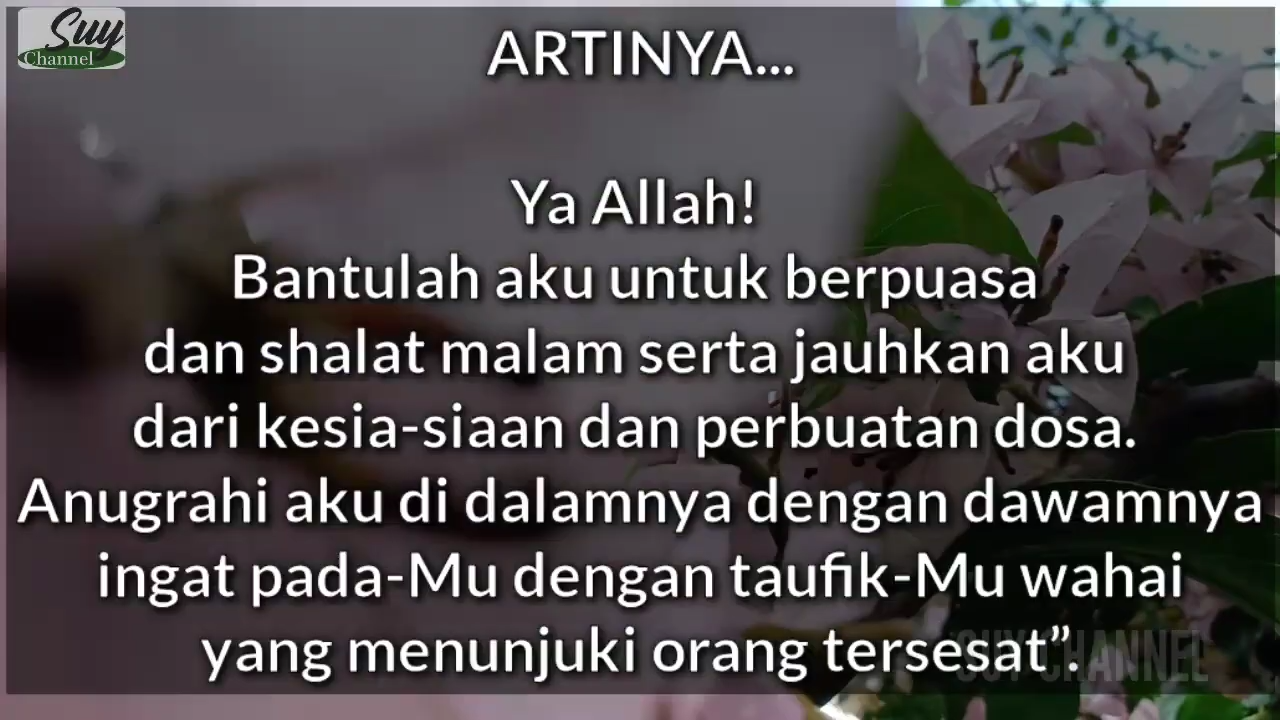 Suy
Channel
ARTINYA...
Ya Allah!
Bantulah aku untuk berpuasa
dan shalat malam serta jauhkan aku
dari kesia-siaan dan perbuatan dosa.
Anugrahi aku di dalamnya dengan dawamnya
ingat pada-Mu dengan taufik-Mu wahai
yang menunjuki orang tersesat”.
SUY CHANNEL